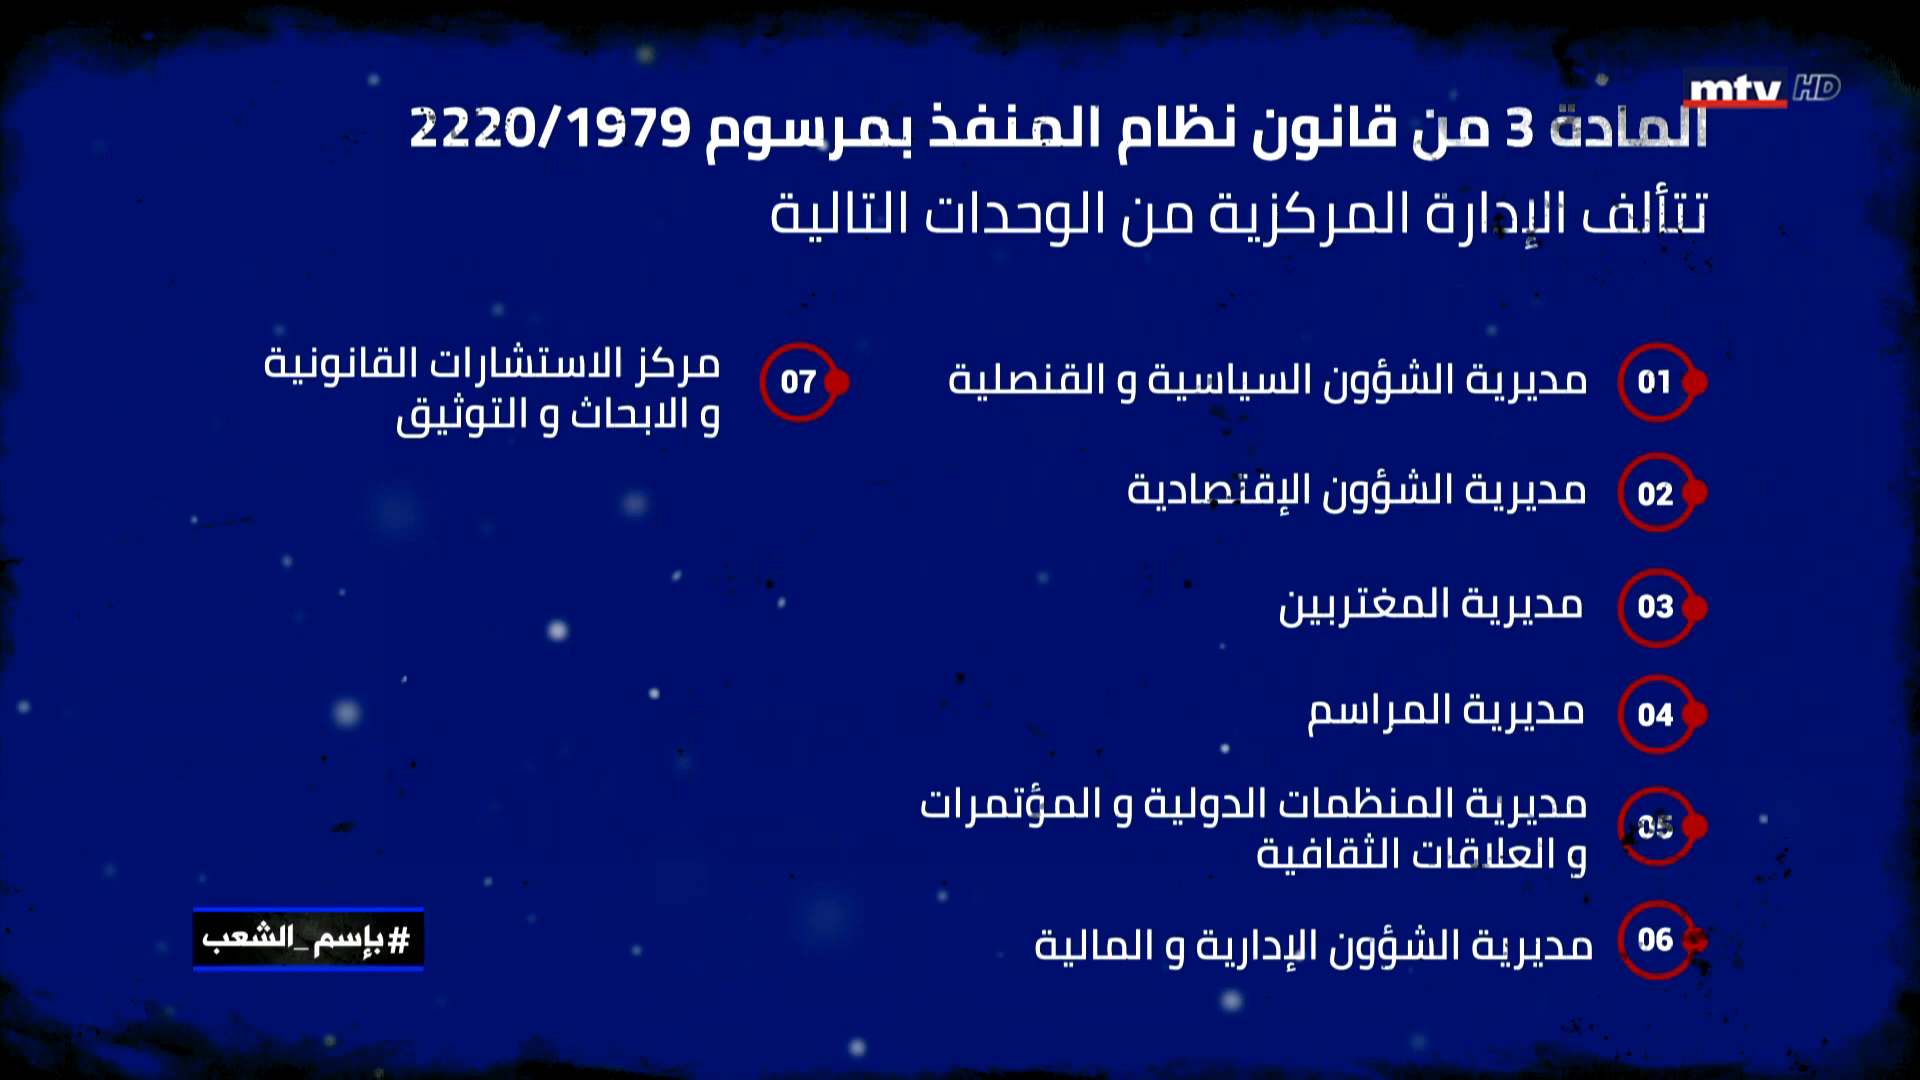 mtv HD
المادة 3 من قانون نظام المنفذ بمرسوم 2220/1979
تتألف الإدارة المركزية من الوحدات التالية
01 مديرية الشؤون السياسية و القنصلية
02 مديرية الشؤون الإقتصادية
03 مديرية المغتربين
04 مديرية المراسم
05 مديرية المنظمات الدولية و المؤتمرات
و العلاقات الثقافية
06 مديرية الشؤون الإدارية و المالية
07 مركز الاستشارات القانونية
و الابحاث و التوثيق
#بإسم_الشعب